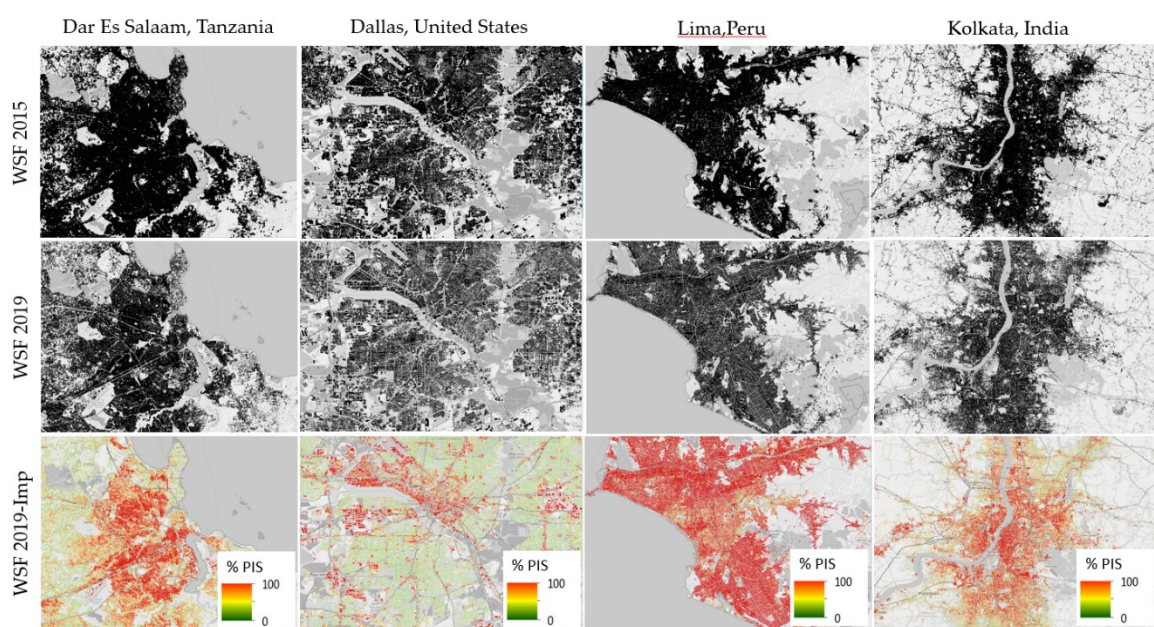 Dar Es Salaam, Tanzania
Dallas, United States
Lima,Peru
Kolkata, India
WSF 2015
WSF 2019
WSF 2019-Imp
% PIS
100
0
% PIS
100
0
% PIS
100
0
% PIS
100
0